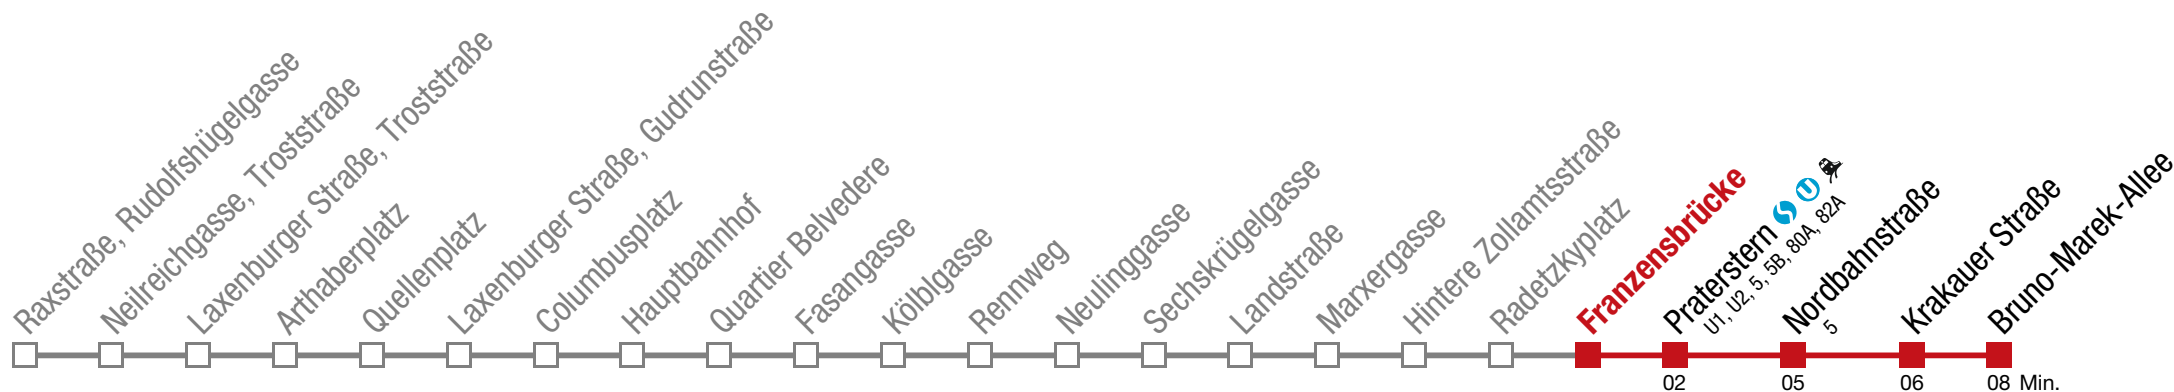 Raxstraße, Rudolfshügelgasse
Neilreichgasse, Troststraße
Laxenburger Straße, Troststraße
Arthaberplatz
Quellenplatz
Laxenburger Straße, Gudrunstraße
Columbusplatz
Hauptbahnhof
Quartier Belvedere
Fasangasse
Kölblgasse
Rennweg
Neulinggasse
Sechskrügelgasse
Landstraße
Marxergasse
Hintere Zollamtsstraße
Radetzkyplatz
Franzensbrücke
Praterstern S U
U1, U2, 5, 5B, 80A, 82A
Nordbahnstraße
5
Krakauer Straße
Bruno-Marek-Allee
02 05 06 08 Min.